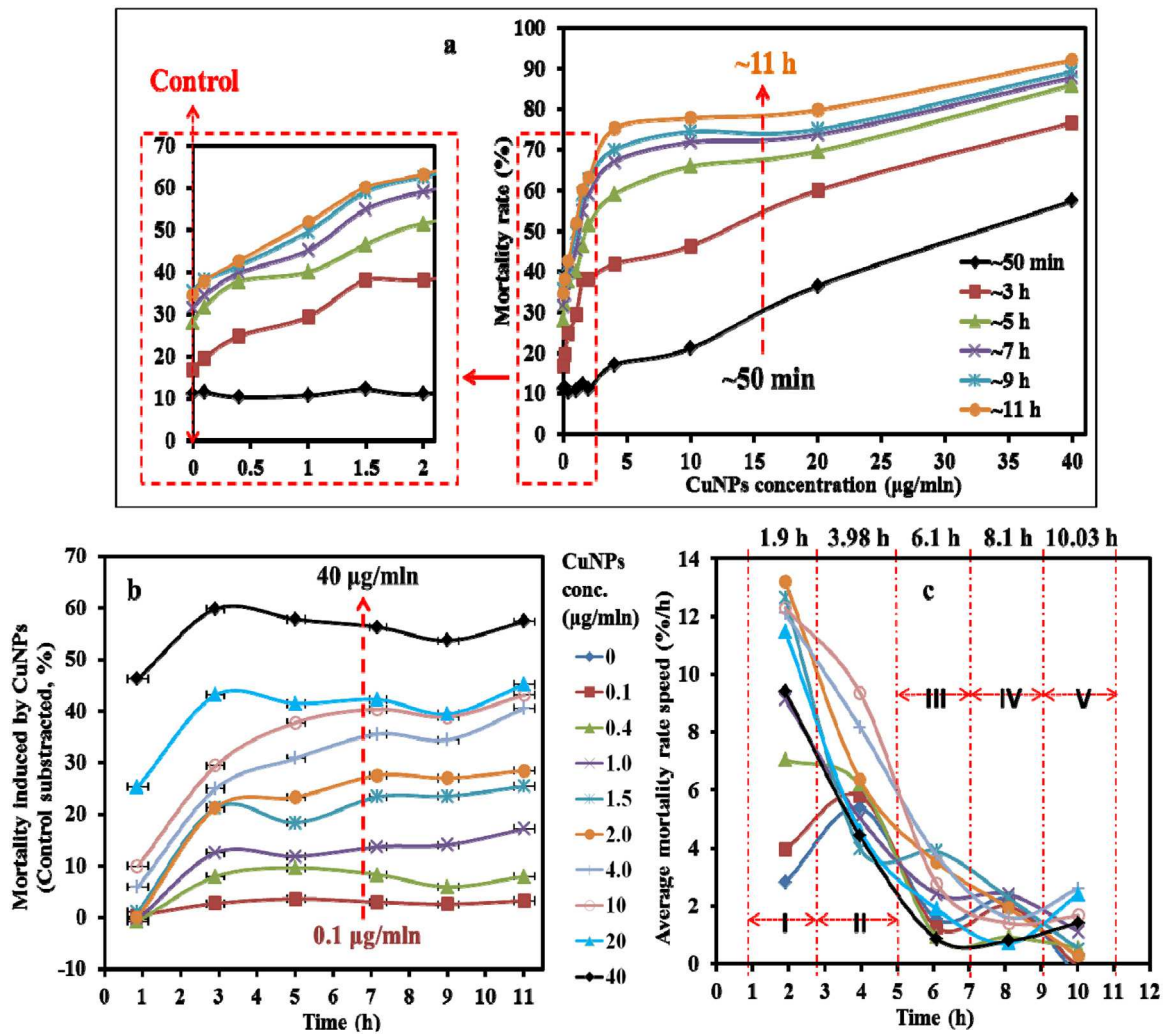 a
Control
70
60
50
40
30
20
10
0
0
0.5
1
1.5
2
Mortality rate (%)
100
90
80
70
60
50
40
30
20
10
0
~11 h
~50 min
~50 min
~3 h
~5 h
~7 h
~9 h
~11 h
0
5
10
15
20
25
30
35
40
CuNPs concentration (µg/mln)
b
Mortality induced by CuNPs
(Control substracted, %)
70
60
50
40
30
20
10
0
-10
40 µg/mln
0.1 µg/mln
0
1
2
3
4
5
6
7
8
9
10
11
Time (h)
CuNPs
conc.
(µg/mln)
0
0.1
0.4
1.0
1.5
2.0
4.0
10
20
40
1.9 h
3.98 h
6.1 h
8.1 h
10.03 h
c
Average mortality rate speed (%/h)
14
12
10
8
6
4
2
0
I
II
III
IV
V
0
1
2
3
4
5
6
7
8
9
10
11
12
Time (h)